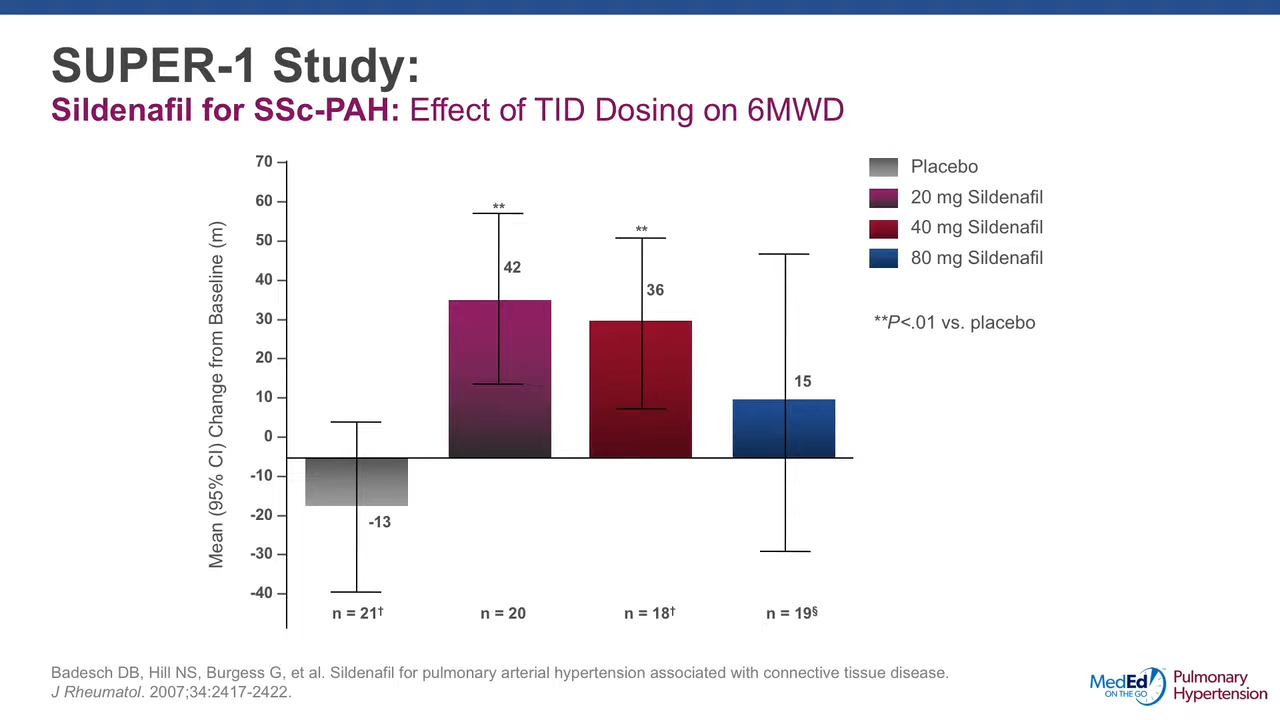 SUPER-1 Study:
Sildenafil for SSc-PAH: Effect of TID Dosing on 6MWD
Mean (95% CI) Change from Baseline (m)
70
60
50
40
30
20
10
0
-10
-20
-30
-40
**
42
**
36
15
-13
n = 21†
n = 20
n = 18†
n = 19§
Placebo
20 mg Sildenafil
40 mg Sildenafil
80 mg Sildenafil
**P<.01 vs. placebo
Badesch DB, Hill NS, Burgess G, et al. Sildenafil for pulmonary arterial hypertension associated with connective tissue disease.
J Rheumatol. 2007;34:2417-2422.
MedEd
ON THE GO
Pulmonary
Hypertension